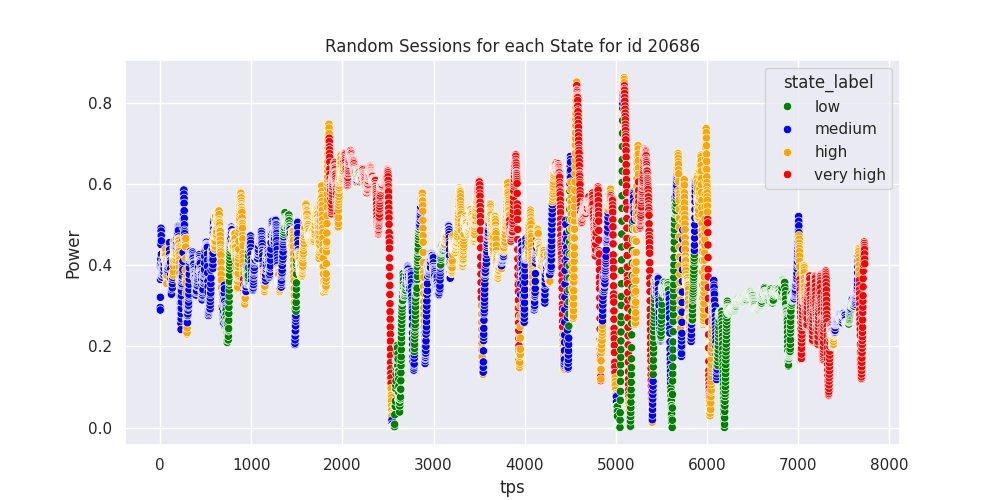 Random Sessions for each State for id 20686
state_label
low
medium
high
very high
Power
0.8
0.6
0.4
0.2
0.0
0 1000 2000 3000 4000 5000 6000 7000 8000
tps